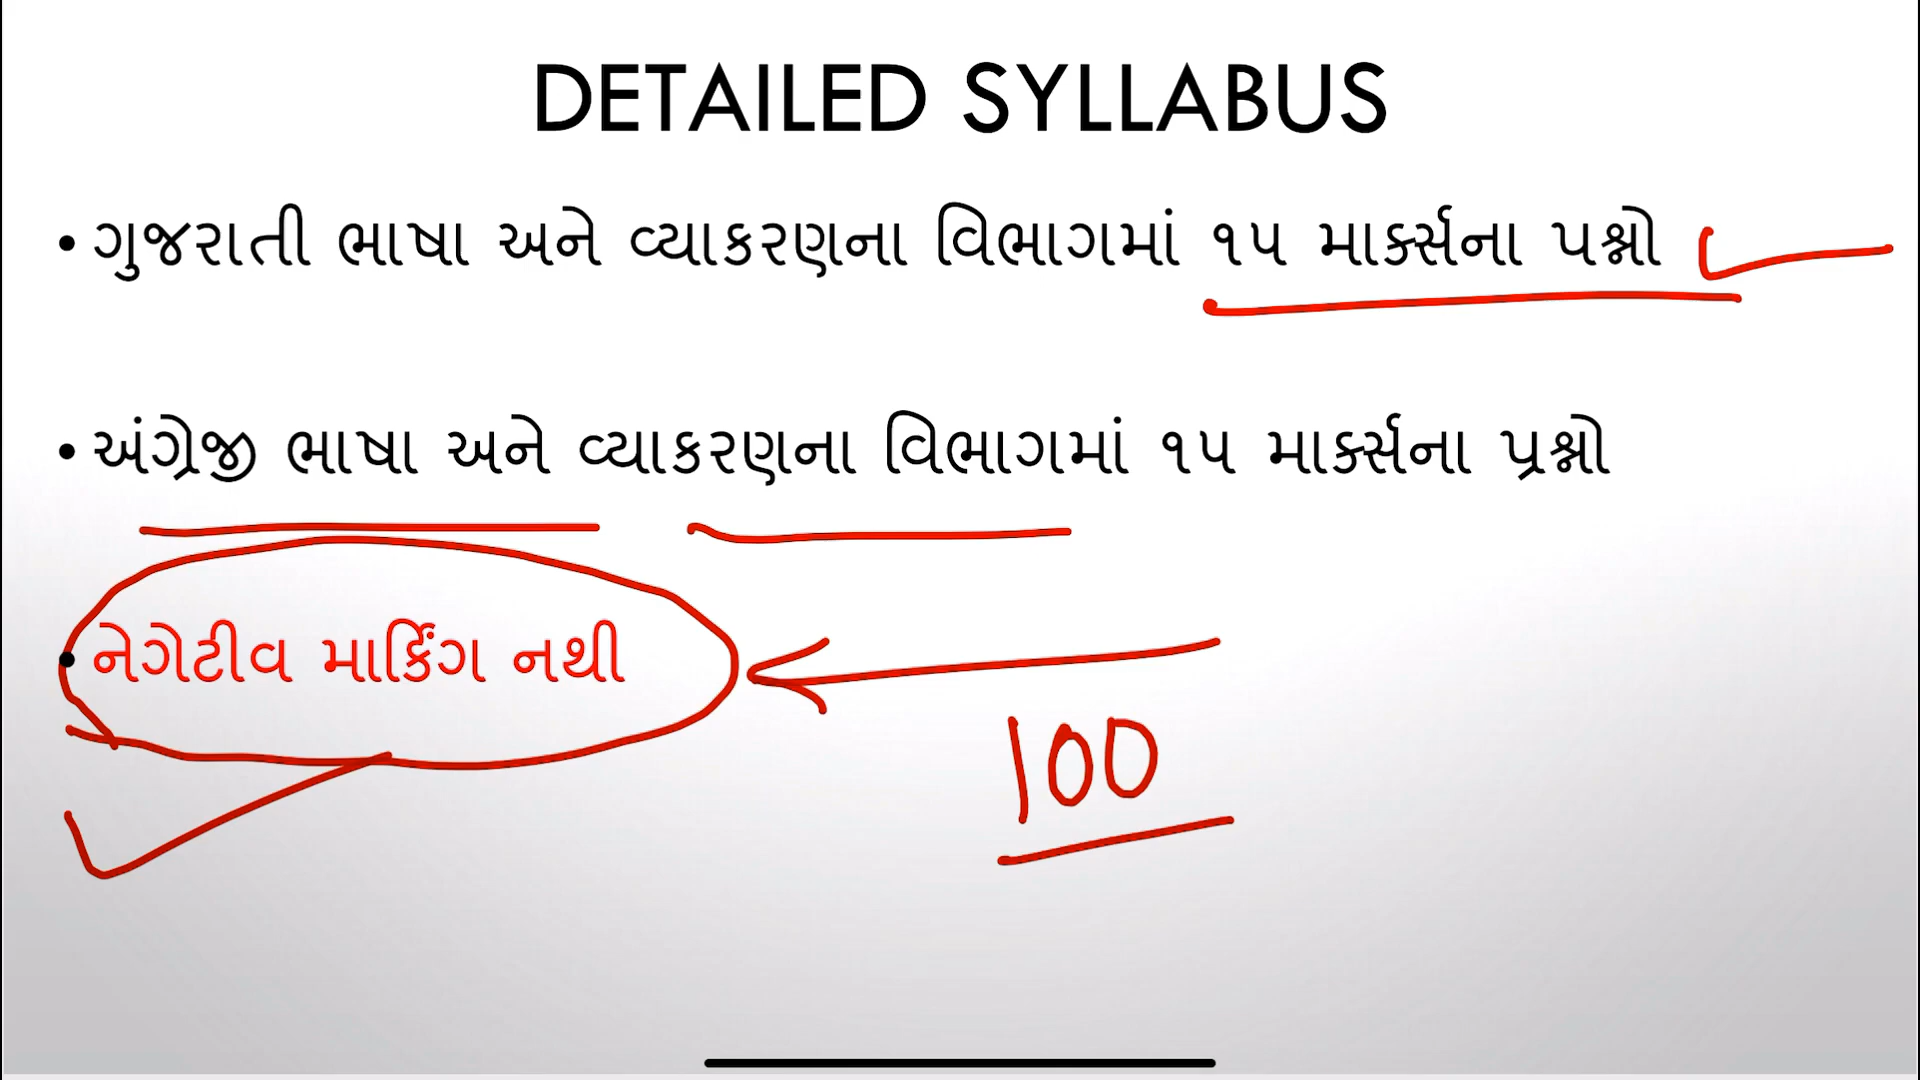 DETAILED SYLLABUS
• ગુજરાતી ભાષા અને વ્યાકરણના વિભાગમાં ૧૫ માર્ક્સના પશ્નો
• અંગ્રેજી ભાષા અને વ્યાકરણના વિભાગમાં ૧૫ માર્ક્સના પ્રશ્નો
• નેગેટીવ માર્કિંગ નથી
100